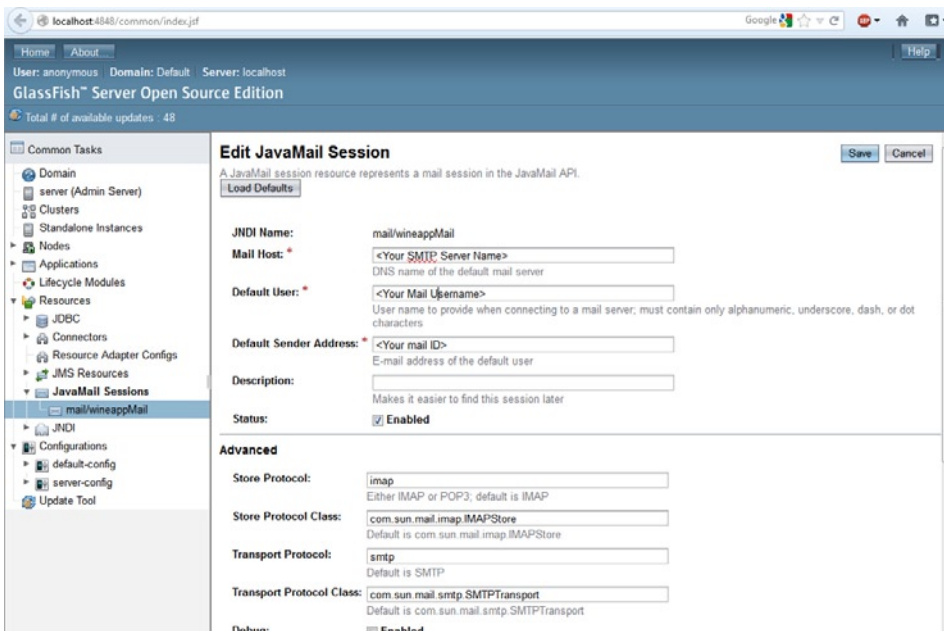 localhost:4848/common/index.jsf
Google
Home About
Help
User: anonymous Domain: Default Server: localhost
GlassFish™ Server Open Source Edition
Total # of available updates : 48
Common Tasks
Domain
server (Admin Server)
Clusters
Standalone Instances
Nodes
Applications
Lifecycle Modules
Resources
JDBC
Connectors
Resource Adapter Configs
JMS Resources
JavaMail Sessions
mail/wineappMail
JNDI
Configurations
default-config
server-config
Update Tool
Edit JavaMail Session
Save Cancel
A JavaMail session resource represents a mail session in the JavaMail API.
Load Defaults
JNDI Name: mail/wineappMail
Mail Host: * <Your SMTP Server Name>
DNS name of the default mail server
Default User: * <Your Mail Username>
User name to provide when connecting to a mail server; must contain only alphanumeric, underscore, dash, or dot
characters
Default Sender Address: * <Your mail ID>
E-mail address of the default user
Description:
Makes it easier to find this session later
Status: Enabled
Advanced
Store Protocol: imap
Either IMAP or POP3; default is IMAP
Store Protocol Class: com.sun.mail.imap.IMAPStore
Default is com.sun.mail.imap.IMAPStore
Transport Protocol: smtp
Default is SMTP
Transport Protocol Class: com.sun.mail.smtp.SMTPTransport
Default is com.sun.mail.smtp.SMTPTransport
Debug: Enabled